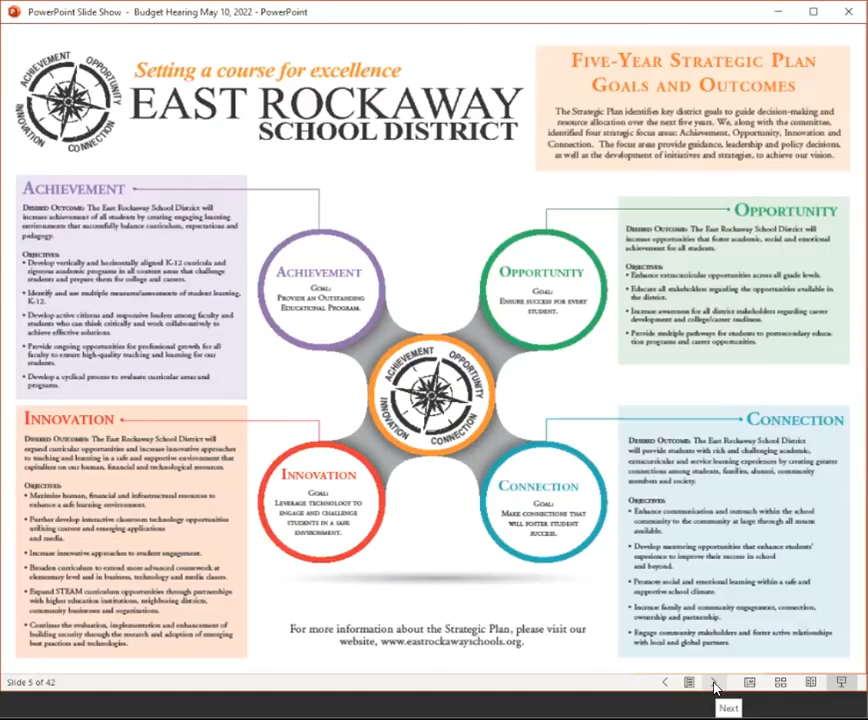 PowerPoint Slide Show - Budget Hearing May 10, 2022 - PowerPoint
ACHIEVEMENT
OPPORTUNITY
INNOVATION
CONNECTION
Setting a course for excellence
EAST ROCKAWAY
SCHOOL DISTRICT
FIVE-YEAR STRATEGIC PLAN
GOALS AND OUTCOMES
The Strategic Plan identifies key district goals to guide decision-making and
resource allocation over the next five years. We, along with the committee,
identified four strategic focus areas: Achievement, Opportunity, Innovation and
Connection. The focus areas provide guidance, leadership and policy decisions,
as well as the development of initiatives and strategies, to achieve our vision.
ACHIEVEMENT
DESIRED OUTCOME: The East Rockaway School District will
increase achievement of all students by creating engaging learning
environments that successfully balance curriculum, expectations and
pedagogy.
OBJECTIVES:
• Develop vertically and horizontally aligned K-12 curricula and
rigorous academic programs in all content areas that challenge
students and prepare them for college and careers.
• Identify and use multiple measures/assessments of student learning,
K-12.
• Develop active citizens and responsive leaders among faculty and
students who can think critically and work collaboratively to
achieve effective solutions.
• Provide ongoing opportunities for professional growth for all
faculty to ensure high-quality teaching and learning for our
students.
• Develop a cyclical process to evaluate curricular areas and
programs.
OPPORTUNITY
DESIRED OUTCOME: The East Rockaway School District will
increase opportunities that foster academic, social and emotional
achievement for all students.
OBJECTIVES:
• Enhance extracurricular opportunities across all grade levels.
• Educate all stakeholders regarding the opportunities available in
the district.
• Increase awareness for all district stakeholders regarding career
development and college/career readiness.
• Provide multiple pathways for students to postsecondary educa-
tion programs and career opportunities.
ACHIEVEMENT
GOAL:
PROVIDE AN OUTSTANDING
EDUCATIONAL PROGRAM.
OPPORTUNITY
GOAL:
ENSURE SUCCESS FOR EVERY
STUDENT.
ACHIEVEMENT
OPPORTUNITY
INNOVATION
CONNECTION
INNOVATION
GOAL:
LEVERAGE TECHNOLOGY TO
ENGAGE AND CHALLENGE
STUDENTS IN A SAFE
ENVIRONMENT.
CONNECTION
GOAL:
MAKE CONNECTIONS THAT
WILL FOSTER STUDENT
SUCCESS.
INNOVATION
DESIRED OUTCOME: The East Rockaway School District will
expand curricular opportunities and increase innovative approaches
to teaching and learning in a safe and supportive environment that
capitalizes on our human, financial and technological resources.
OBJECTIVES:
• Maximize human, financial and infrastructural resources to
enhance a safe learning environment.
• Further develop interactive classroom technology opportunities
utilizing current and emerging applications
and media.
• Increase innovative approaches to student engagement.
• Broaden curriculum to extend more advanced coursework at
elementary level and in business, technology and media classes.
• Expand STEAM curriculum opportunities through partnerships
with higher education institutions, neighboring districts,
community businesses and organizations.
• Continue the evaluation, implementation and enhancement of
building security through the research and adoption of emerging
best practices and technologies.
CONNECTION
DESIRED OUTCOME: The East Rockaway School District
will provide students with rich and challenging academic,
extracurricular and service learning experiences by creating greater
connections among students, families, alumni, community
members and society.
OBJECTIVES:
• Enhance communication and outreach within the school
community to the community at large through all means
available.
• Develop mentoring opportunities that enhance students'
experience to improve their success in school
and beyond.
• Promote social and emotional learning within a safe and
supportive school climate.
• Increase family and community engagement, connection,
ownership and partnership.
• Engage community stakeholders and foster active relationships
with local and global partners.
For more information about the Strategic Plan, please visit our
website, www.eastrockawayschools.org.
Slide 5 of 42
Next